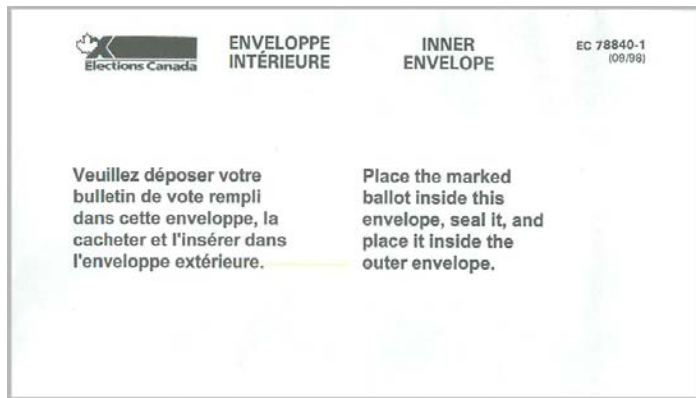 Elections Canada
ENVELOPPE
INTÉRIEURE
INNER
ENVELOPE
EC 78840-1
(09/98)
Veuillez déposer votre
bulletin de vote rempli
dans cette enveloppe, la
cacheter et l'insérer dans
l'enveloppe extérieure.
Place the marked
ballot inside this
envelope, seal it, and
place it inside the
outer envelope.